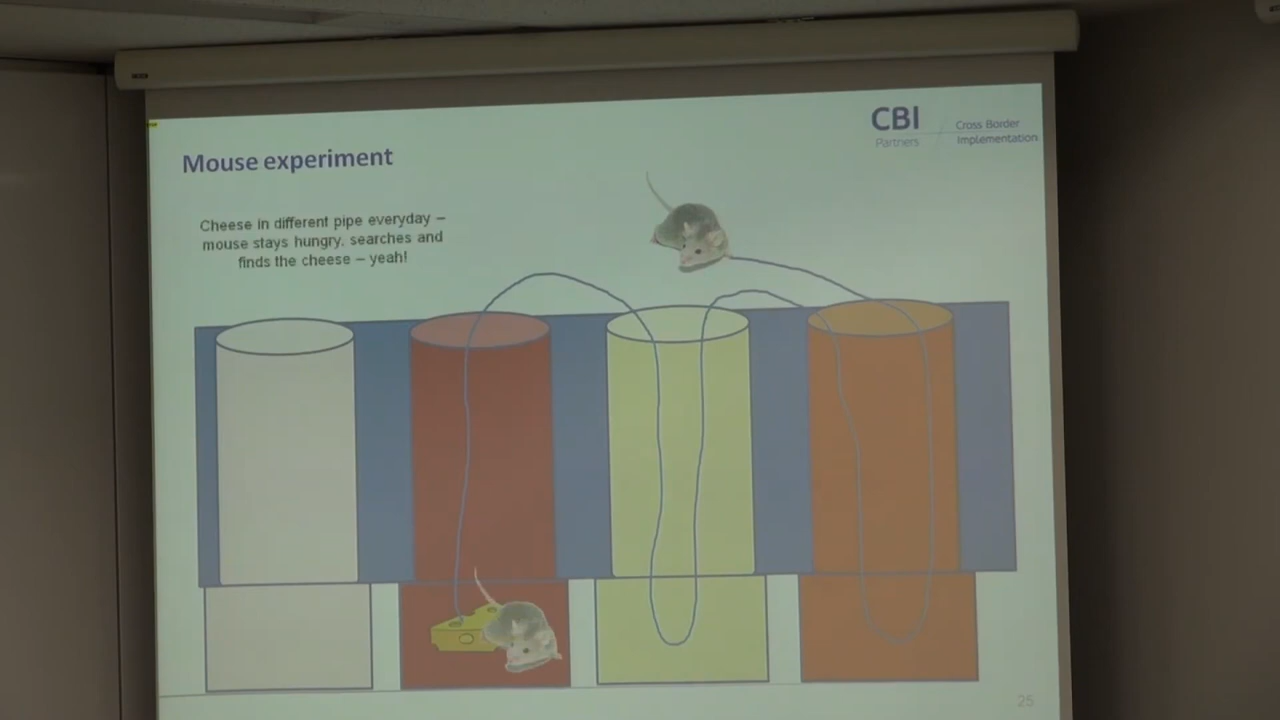 CBI
Partners
Cross Border
Implementation
Mouse experiment
Cheese in different pipe everyday –
mouse stays hungry, searches and
finds the cheese – yeah!
25